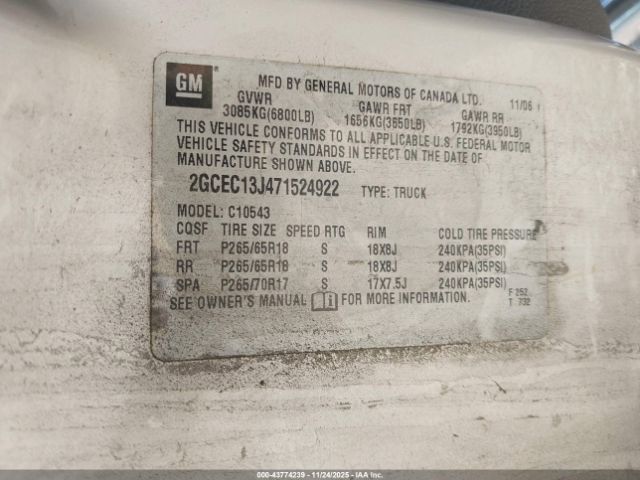 GM
MFD BY GENERAL MOTORS OF CANADA LTD. 11/06
GVWR GAWR FRT GAWR RR
3085KG(6800LB) 1656KG(3650LB) 1792KG(3950LB)
THIS VEHICLE CONFORMS TO ALL APPLICABLE U.S. FEDERAL MOTOR
VEHICLE SAFETY STANDARDS IN EFFECT ON THE DATE OF
MANUFACTURE SHOWN ABOVE.
2GCEC13J471524922 TYPE: TRUCK
MODEL: C10543
CQSF TIRE SIZE SPEED RTG RIM COLD TIRE PRESSURE
FRT P265/65R18 S 18X8J 240KPA(35PSI)
RR P265/65R18 S 18X8J 240KPA(35PSI)
SPA P265/70R17 S 17X7.5J 240KPA(35PSI)
SEE OWNER'S MANUAL FOR MORE INFORMATION.
F 252
T 732
000-43774239 - 11/24/2025 - IAA Inc.